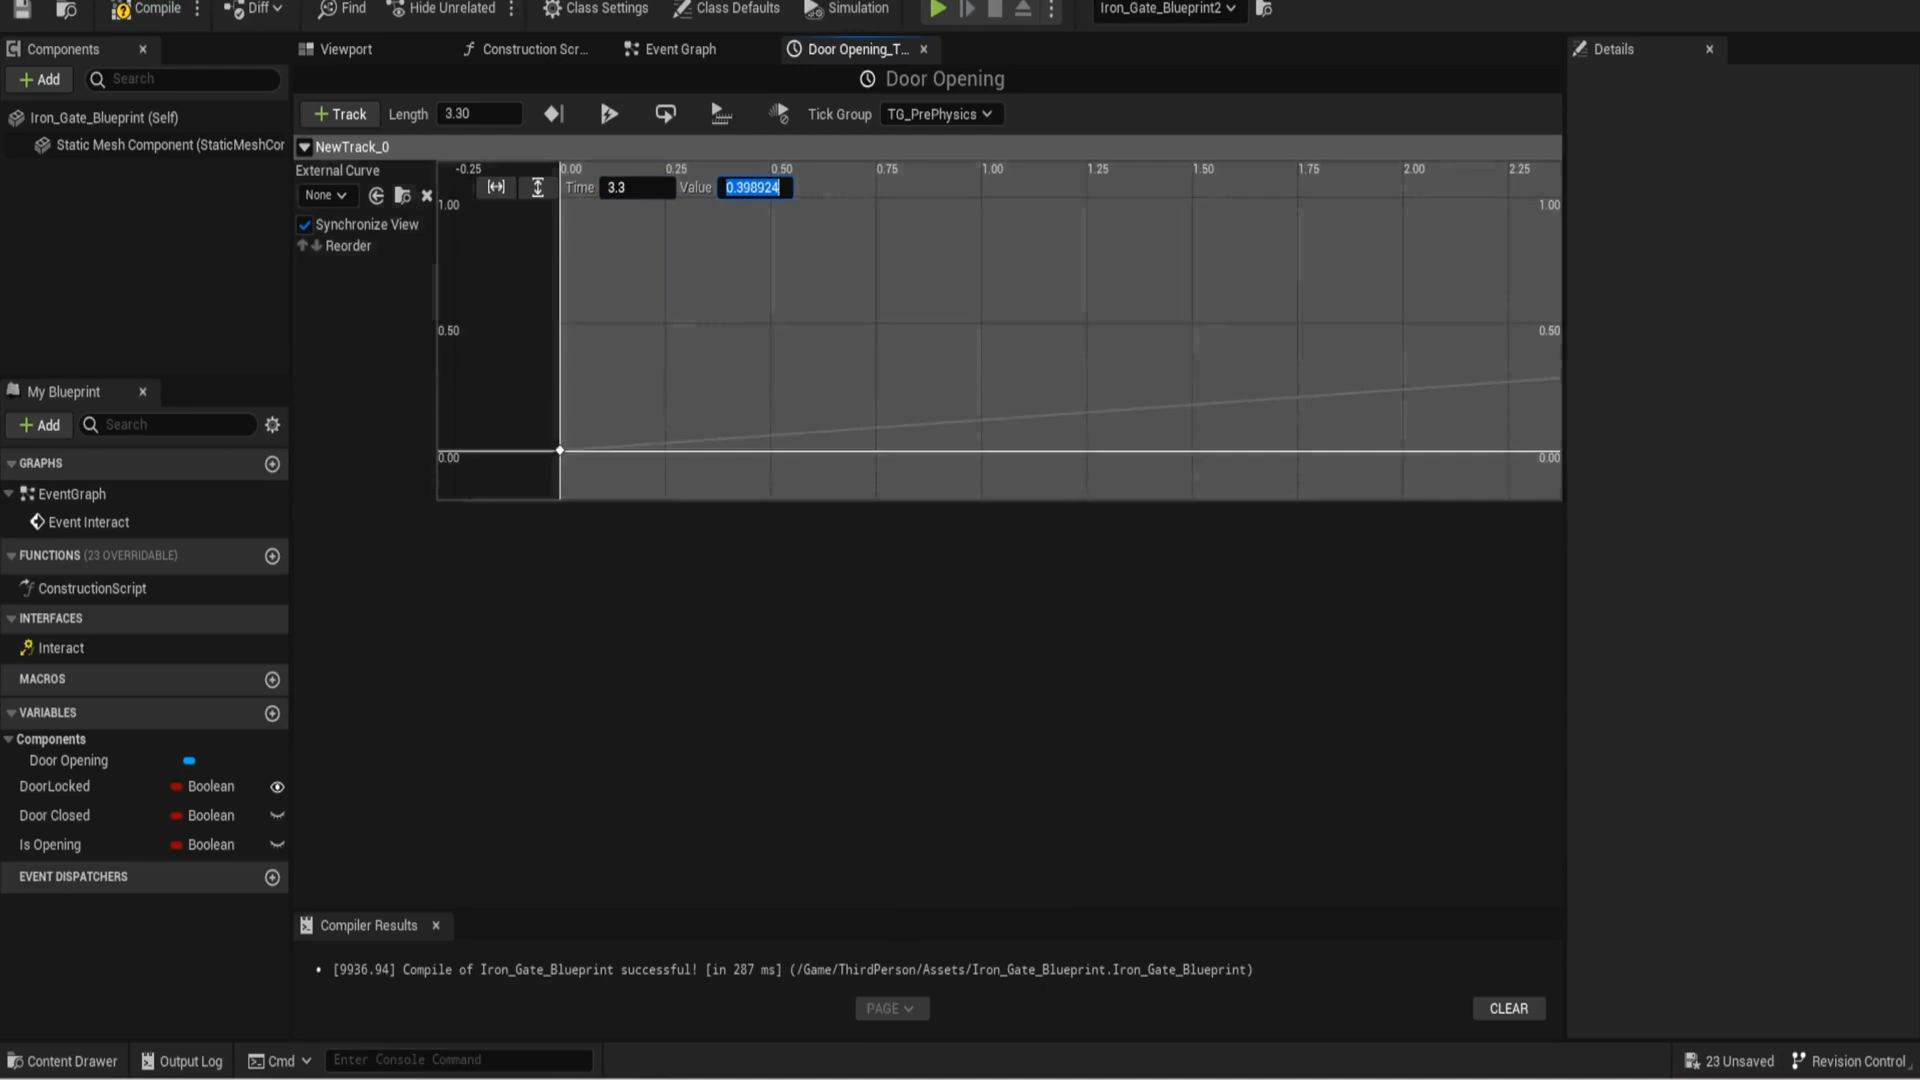 Compile Diff Find Hide Unrelated Class Settings Class Defaults Simulation Iron_Gate_Blueprint2
Components Viewport Construction Scr... Event Graph Door Opening_T... Details
Add Search Door Opening
Iron_Gate_Blueprint (Self) Track Length 3.30 Tick Group TG_PrePhysics
Static Mesh Component (StaticMeshCor NewTrack_0
External Curve -0.25 0.00 0.25 0.50 0.75 1.00 1.25 1.50 1.75 2.00 2.25
None Time 3.3 Value 0.398924
1.00 1.00
Synchronize View
Reorder
0.50 0.50
My Blueprint
Add Search
0.00 0.00
GRAPHS
EventGraph
Event Interact
FUNCTIONS (23 OVERRIDABLE)
ConstructionScript
INTERFACES
Interact
MACROS
VARIABLES
Components
Door Opening
DoorLocked Boolean
Door Closed Boolean
Is Opening Boolean
EVENT DISPATCHERS
Compiler Results
[9936.94] Compile of Iron_Gate_Blueprint successful! [in 287 ms] (/Game/ThirdPerson/Assets/Iron_Gate_Blueprint.Iron_Gate_Blueprint)
PAGE CLEAR
Content Drawer Output Log Cmd Enter Console Command 23 Unsaved Revision Control